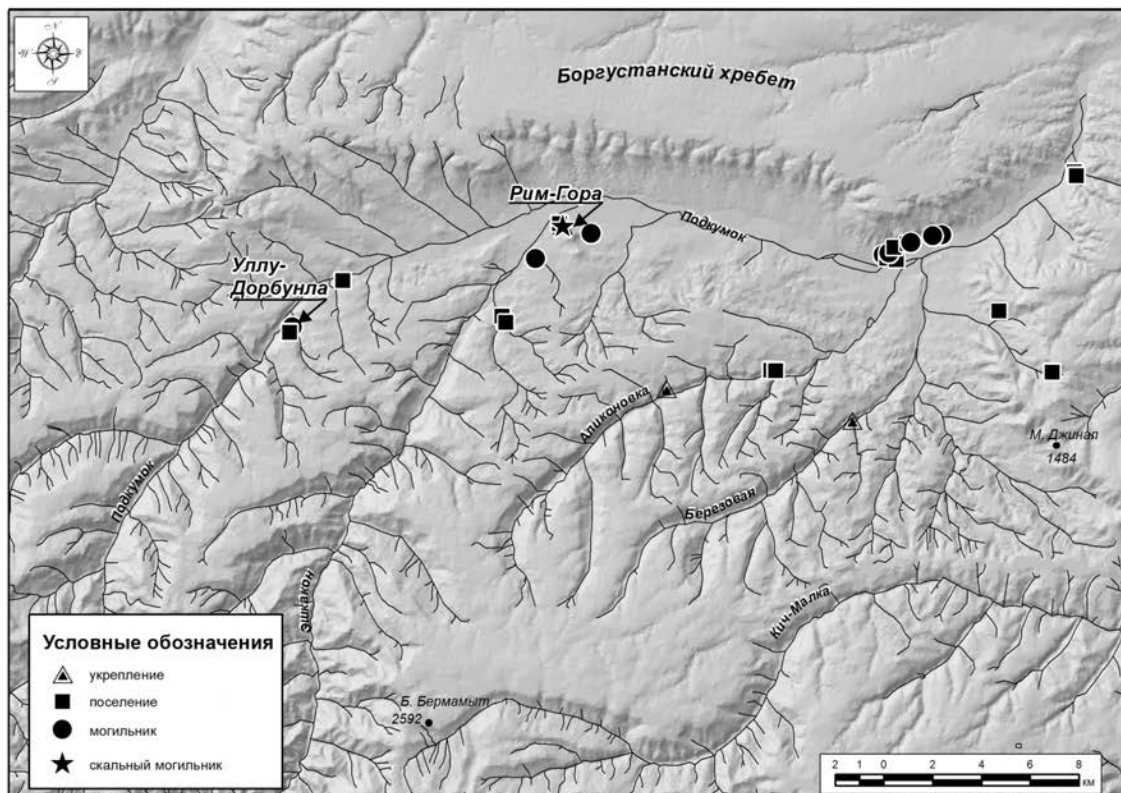 Боргустанский хребет
Рим-Гора
Подкумок
Уллу-
Дорбунла
Аликоновка
М. Джинал
1484
Подкумок
Березовая
Эшкакон
Кич-Малка
Б. Бермамыт
2592
Условные обозначения
укрепление
поселение
могильник
скальный могильник
2 1 0 2 4 6 8
км